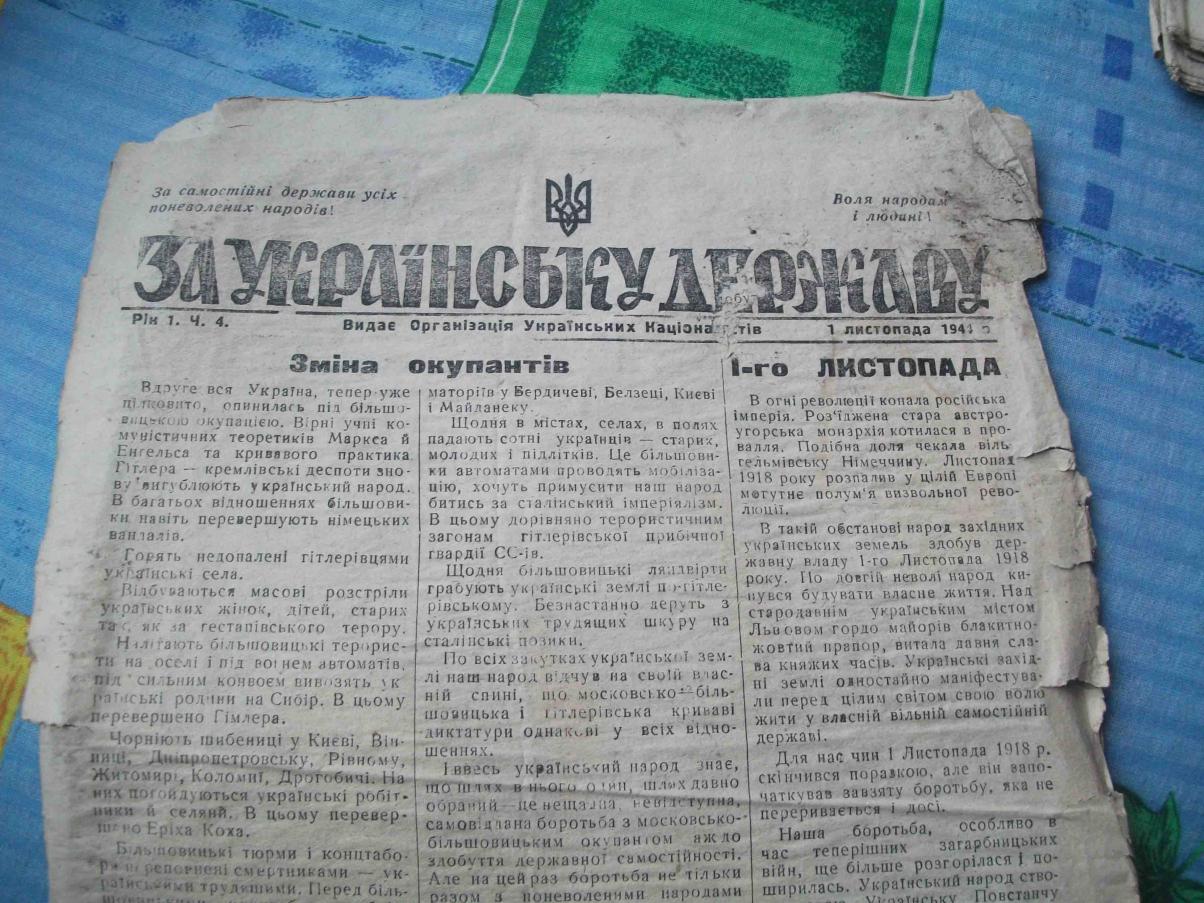 За самостійні держави усіх
поневолених народів!
Воля народам
і людині!
ЗА УКРАЇНСЬКУ ДЕРЖАВУ
Рік 1. Ч. 4.
Видає Організація Українських Націоналістів
1 листопада 194
Зміна окупантів
Вдруге вся Україна, тепер уже
цілковито, опинилась під більшо-
вицькою окупацією. Вірні учні ко-
муністичних теоретиків Маркса й
Енгельса та кривавого практика
Гітлера — кремлівські деспоти зно-
ву вигублюють український народ.
В багатьох відношеннях більшови-
ки навіть перевершують німецьких
вандалів.
Горять недопалені гітлерівцями
українські села.
Відбуваються масові розстріли
українських жінок, дітей, старих
так, як за гестапівського терору.
Налітають більшовицькі терорис-
ти на оселі і під вогнем автоматів,
під сильним конвоєм вивозять ук-
раїнські родини на Сибір. В цьому
перевершено Гімлера.
Чорніють шибениці у Києві, Він-
ниці, Дніпропетровську, Рівному,
Житомирі, Коломиї, Дрогобичі. На
них погойдуються українські робіт-
ники й селяни. В цьому перевер-
шено Еріха Коха.
Більшовицькі тюрми і концтабо-
ри переповнені смертниками — ук-
раїнськими трудящими. Перед біль-
маторіїв у Бердичеві, Белзеці, Києві
і Майданеку.
Щодня в містах, селах, в полях
падають сотні українців — старих,
молодих і підлітків. Це більшови-
ки автоматами проводять мобіліза-
цію, хочуть примусити наш народ
битись за сталінський імперіялізм.
В цьому дорівняно терористичним
загонам гітлерівської прибічної
гвардії СС-ів.
Щодня більшовицькі ляндвірти
грабують українські землі по-гітле-
рівському. Безнастанно деруть з
українських трудящих шкуру на
сталінські позики.
По всіх закутках української зем-
лі наш народ відчув на своїй влас-
ній спині, що московсько-біль-
шовицька і гітлерівська криваві
диктатури однакові у всіх відно-
шеннях.
І ввесь український народ знає,
що шлях в нього один, шлях давно
обраний — це нещадна, невідступна,
самовіддана боротьба з московсько-
більшовицьким окупантом аж до
здобуття державної самостійності.
Але на цей раз боротьба не тільки
разом з поневоленими народами
1-го ЛИСТОПАДА
В огні революції конала російська
імперія. Роз'їджена стара австро-
угорська монархія котилася в про-
валля. Подібна доля чекала віль-
гельмівську Німеччину. Листопад
1918 року розпалив у цілій Европі
могутнє полум'я визвольної рево-
люції.
В такій обстанові народ західних
українських земель здобув дер-
жавну владу 1-го Листопада 1918
року. По довгій неволі народ ки-
нувся будувати власне життя. Над
стародавнім українським містом
Львовом гордо майорів блакитно-
жовтий прапор, витала давня сла-
ва княжих часів. Українські захід-
ні землі одностайно маніфестува-
ли перед цілим світом свою волю
жити у власній вільній самостійній
державі.
Для нас чин 1 Листопада 1918 р.
скінчився поразкою, але він запо-
чаткував завзяту боротьбу, яка не
переривається і досі.
Наша боротьба, особливо в
час теперішних загарбницьких
війн, ще більше розгорілася і по-
ширилась. Український народ ство-
Українську Повстанчу